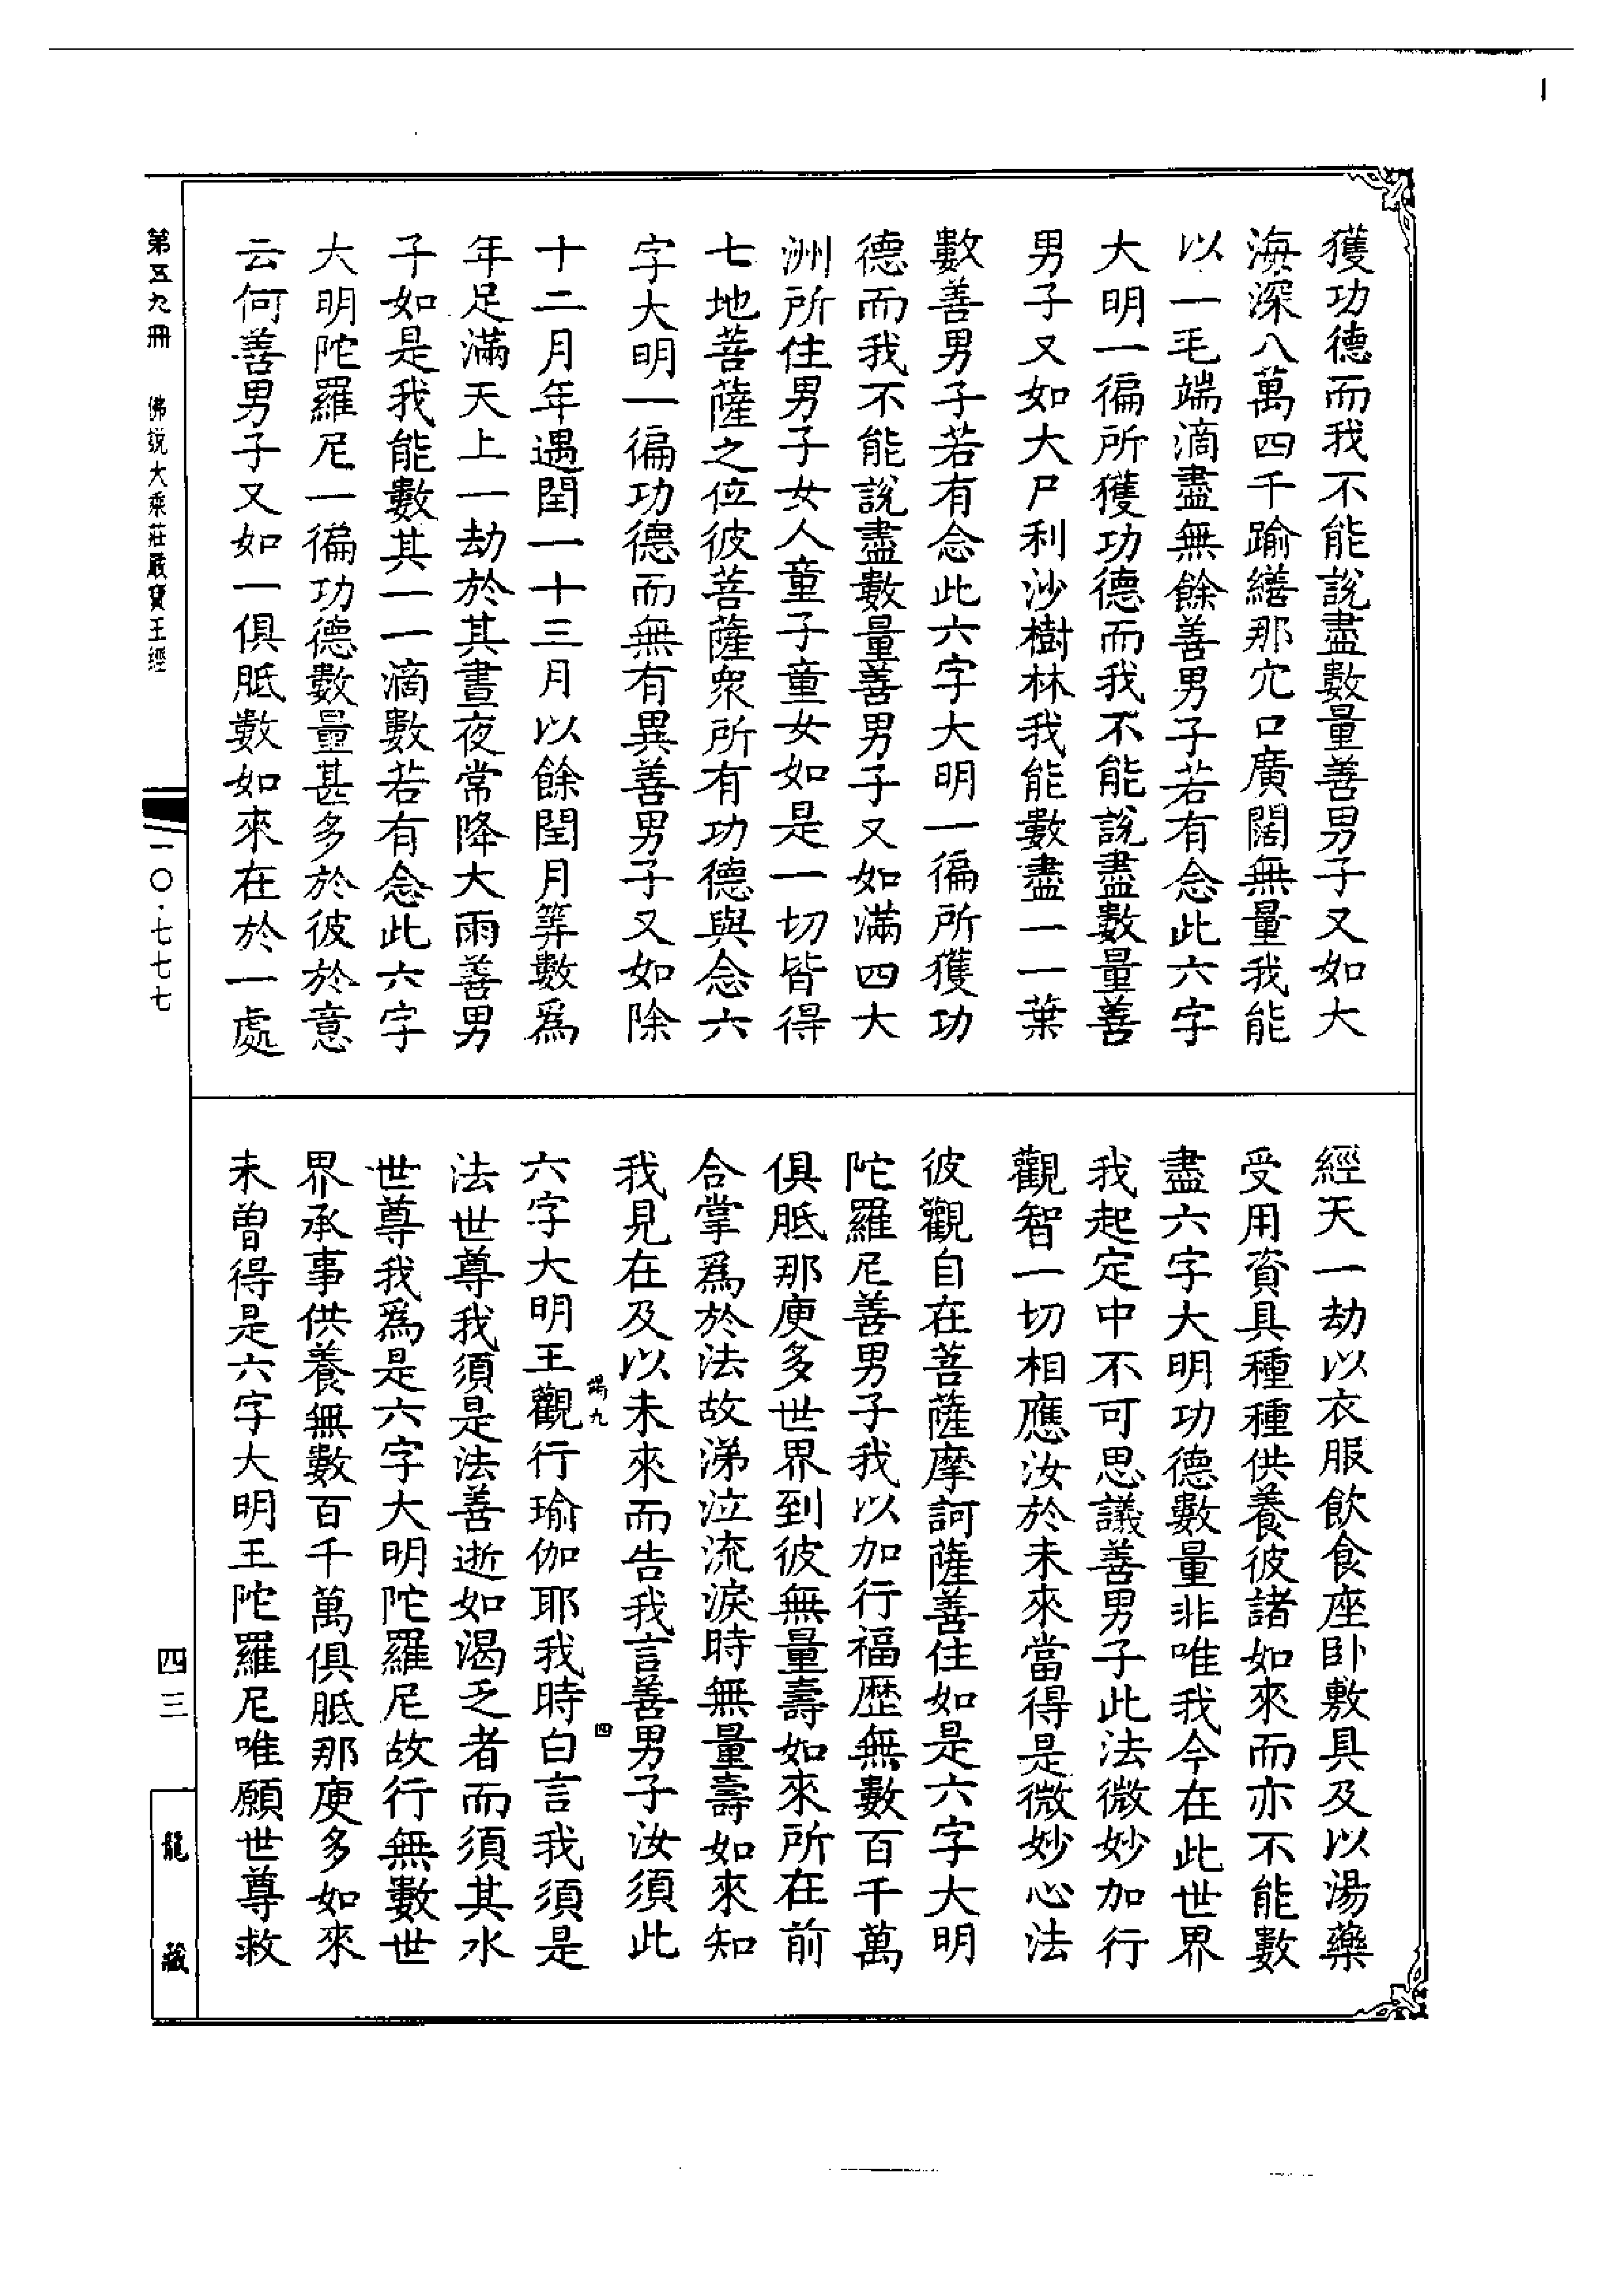 獲功德而我不能說盡數量善男子又如大
海深八萬四千踰繕那穴口廣闊無量我能
以一毛端滴盡無餘善男子若有念此六字
大明一徧所獲功德而我不能說盡數量善
男子又如大尸利沙樹林我能數盡一一葉
數善男子若有念此六字大明一徧所獲功
德而我不能說盡數量善男子又如滿四大
洲所住男子女人童子童女如是一切皆得
七地菩薩之位彼菩薩衆所有功德與念六
字大明一徧功德而無有異善男子又如除
十二月年遇閏一十三月以餘閏月筭數爲
年足滿天上一劫於其晝夜常降大雨善男
子如是我能數其一一滴數若有念此六字
大明陀羅尼一徧功德數量甚多於彼於意
云何善男子又如一俱胝數如來在於一處
經天一劫以衣服飲食座卧敷具及以湯藥
受用資具種種供養彼諸如來而亦不能數
盡六字大明功德數量非唯我今在此世界
我起定中不可思議善男子此法微妙加行
觀智一切相應汝於未來當得是微妙心法
彼觀自在菩薩摩訶薩善住如是六字大明
陀羅尼善男子我以加行福歷無數百千萬
俱胝那庾多世界到彼無量壽如來所在前
合掌爲於法故涕泣流淚時無量壽如來知
我見在及以未來而告我言善男子汝須此
六字大明王觀行瑜伽耶我時白言我須是
法世尊我須是法善逝如渴乏者而須其水
世尊我爲是六字大明陀羅尼故行無數世
界承事供養無數百千萬俱胝那庾多如來
未曾得是六字大明王陀羅尼唯願世尊救
竭九
四
第五九冊 佛說大乘莊嚴寶王經
一〇·七七七
四三
龍藏